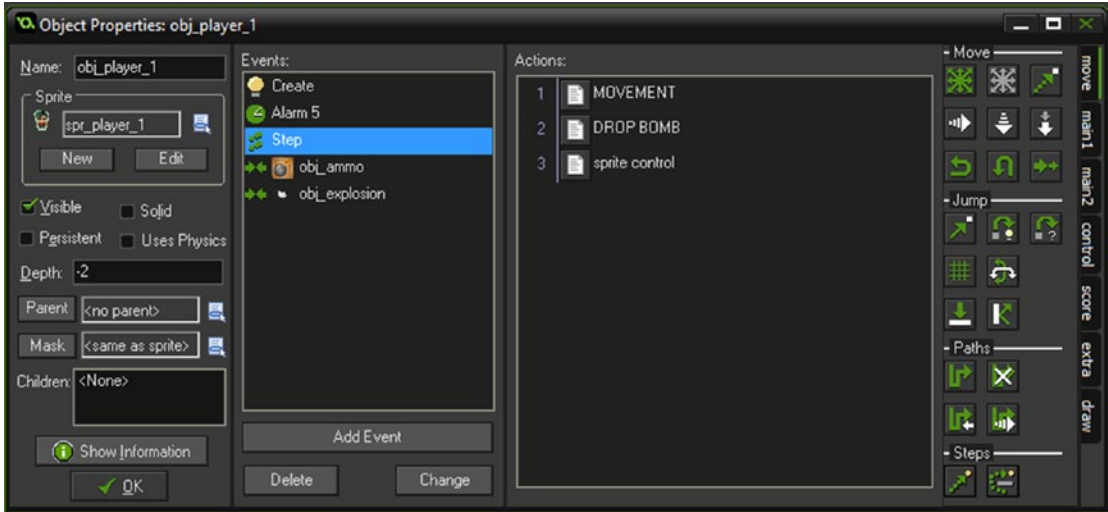 Object Properties: obj_player_1
Name: obj_player_1
Sprite
spr_player_1
New Edit
Visible Solid
Persistent Uses Physics
Depth: -2
Parent <no parent>
Mask <same as sprite>
Children: <None>
Show Information
OK
Events:
Create
Alarm 5
Step
obj_ammo
obj_explosion
Add Event
Delete Change
Actions:
1 MOVEMENT
2 DROP BOMB
3 sprite control
Move
Jump
Paths
Steps
move
main1
main2
control
score
extra
draw